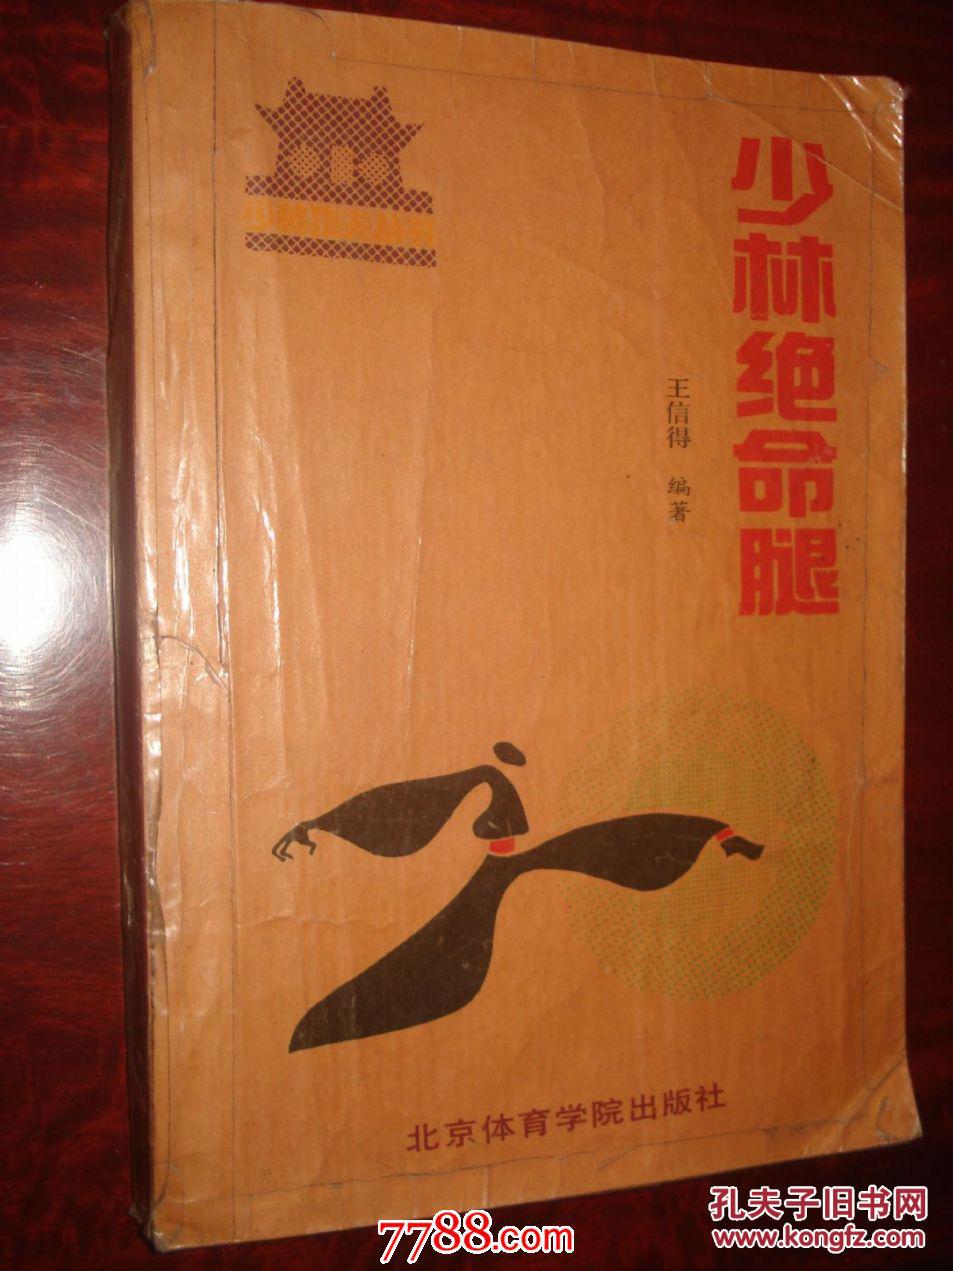 少林功夫丛书
少林绝命腿
王信得 编著
北京体育学院出版社
7788.com
孔夫子旧书网
www.kongfz.com